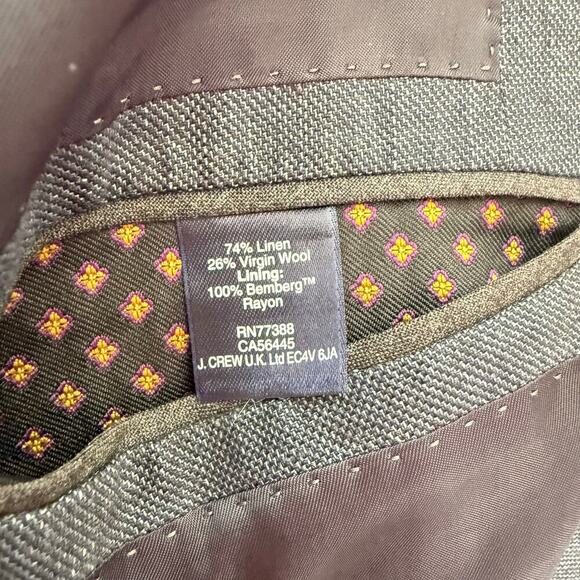 74% Linen
26% Virgin Wool
Lining:
100% Bemberg™
Rayon
RN77388
CA56445
J. CREW U.K. Ltd EC4V 6JA